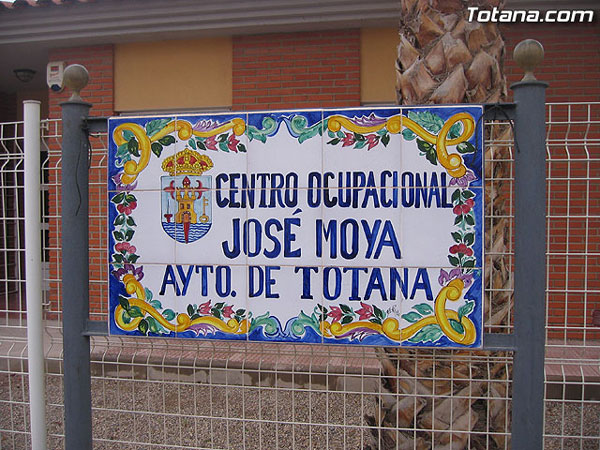 Totana.com
CENTRO OCUPACIONAL
JOSÉ MOYA
AYTO. DE TOTANA